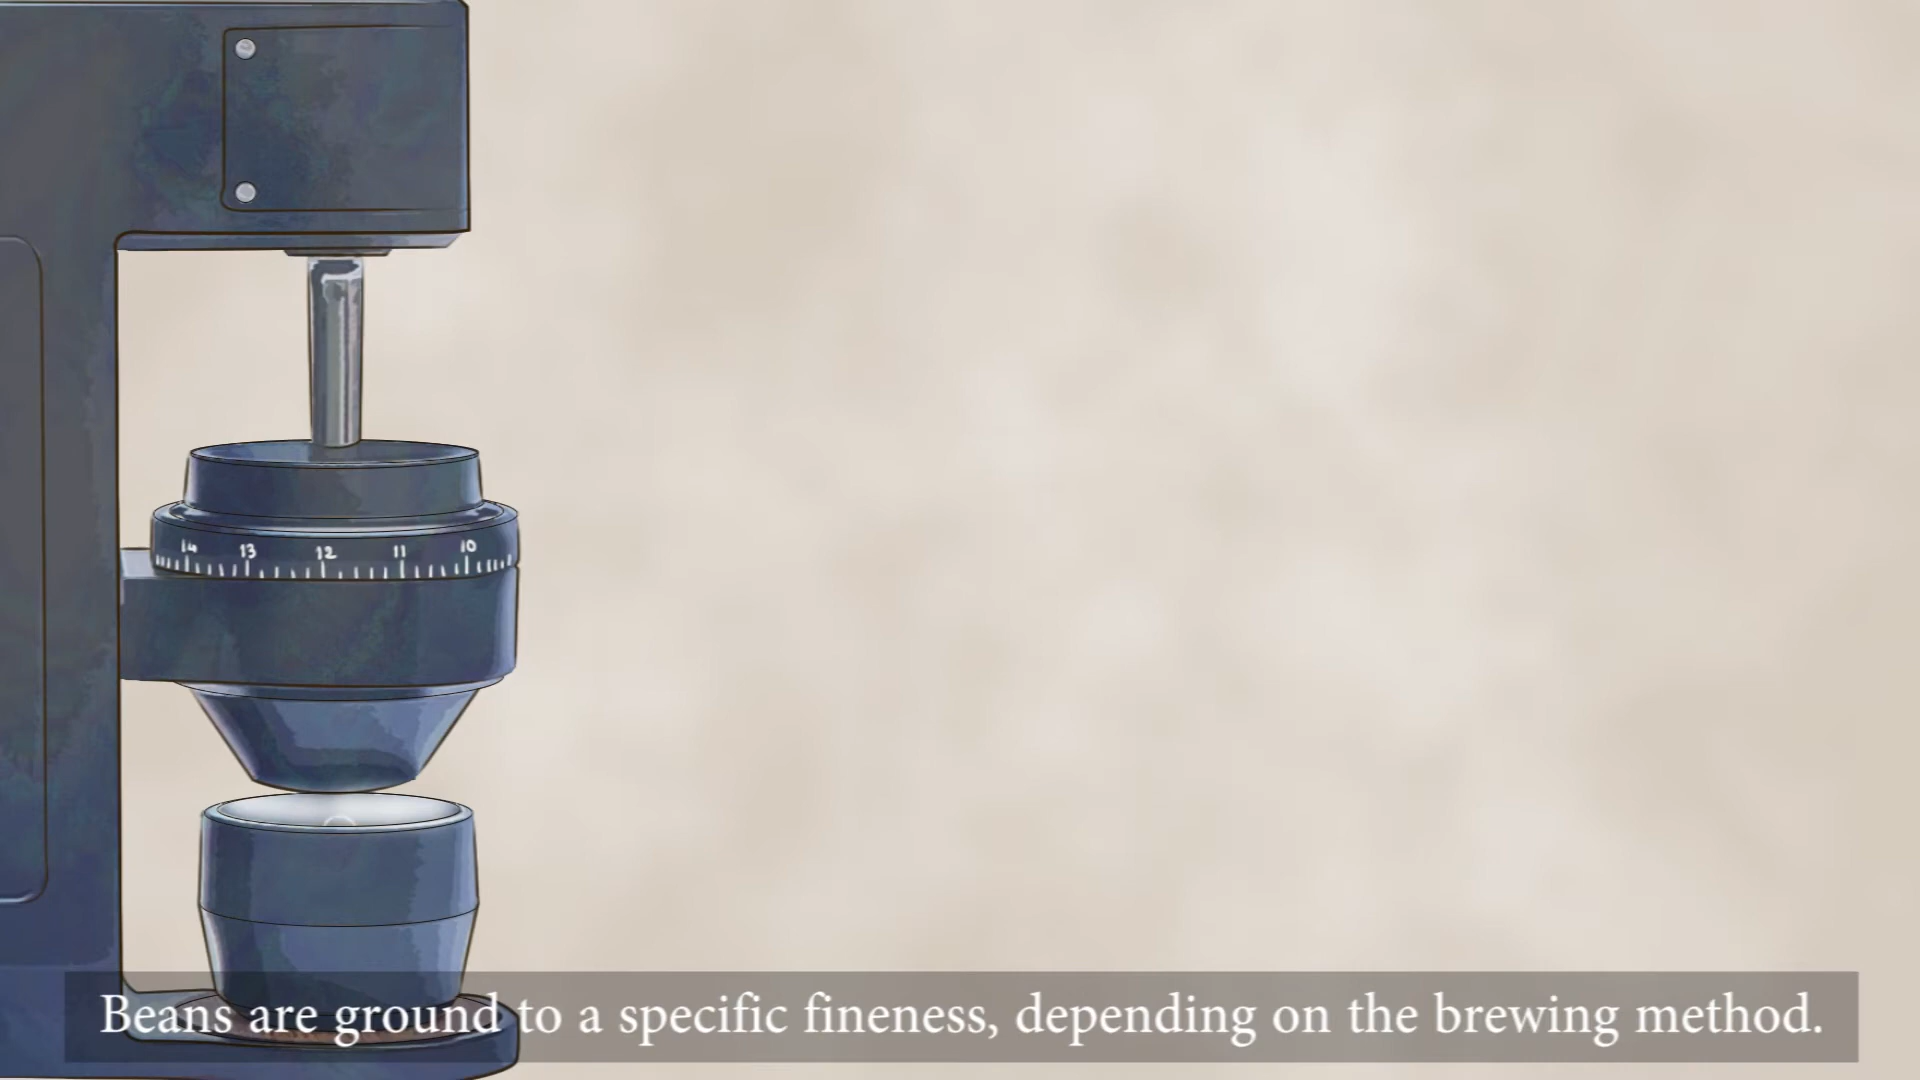 14 13 12 11 10
Beans are ground to a specific fineness, depending on the brewing method.